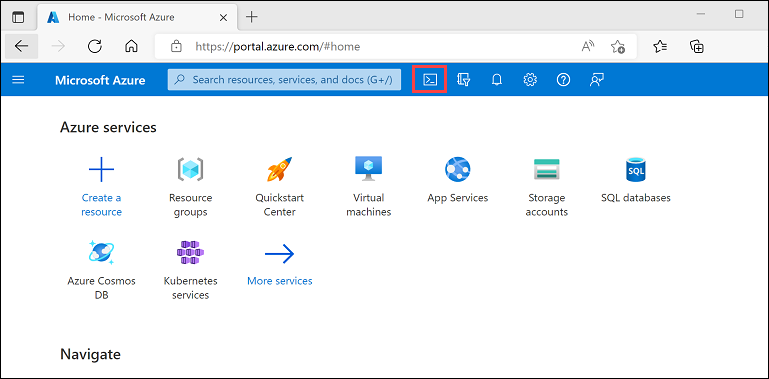 Home - Microsoft Azure
https://portal.azure.com/#home
Microsoft Azure
Search resources, services, and docs (G+/)
Azure services
Create a
resource
Resource
groups
Quickstart
Center
Virtual
machines
App Services
Storage
accounts
SQL
SQL databases
Azure Cosmos
DB
Kubernetes
services
More services
Navigate